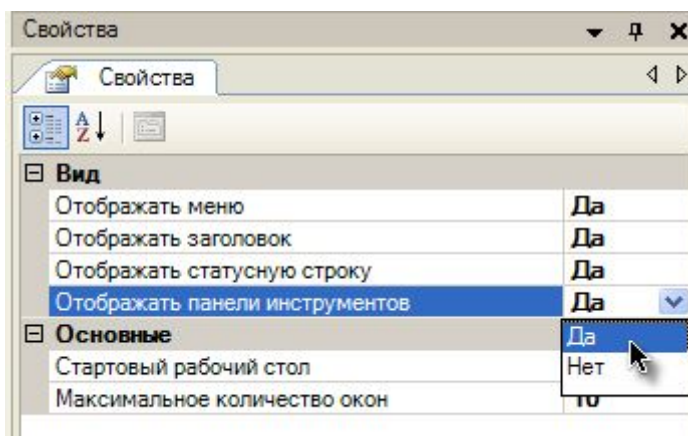 Свойства
Свойства
Вид
Отображать меню Да
Отображать заголовок Да
Отображать статусную строку Да
Отображать панели инструментов Да
Основные Да
Стартовый рабочий стол Нет
Максимальное количество окон 10